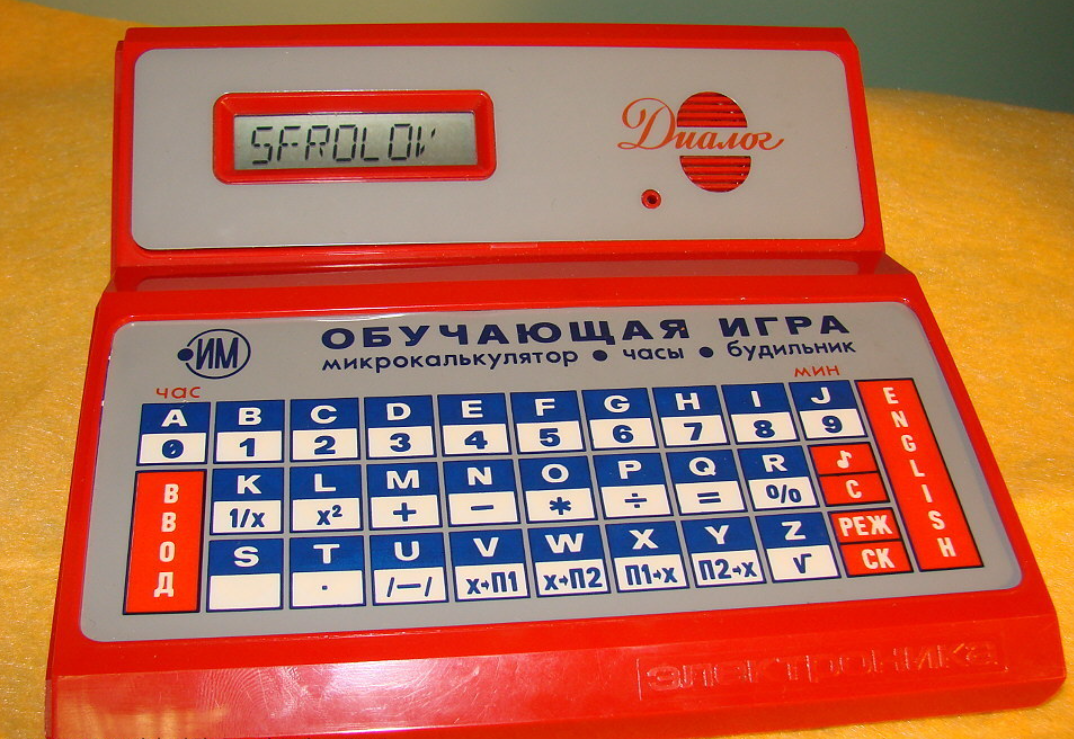 SFROLOV
Диалог
ИМ
ОБУЧАЮЩАЯ ИГРА
микрокалькулятор • часы • будильник
час мин
A B C D E F G H I J
0 1 2 3 4 5 6 7 8 9
ENGLISH
ВВОД
K L M N O P Q R ♪
1/x x² + − * ÷ = % C
S T U V W X Y Z РЕЖ
· /—/ x→П1 x→П2 П1→x П2→x √ СК
ЭЛЕКТРОНИКА